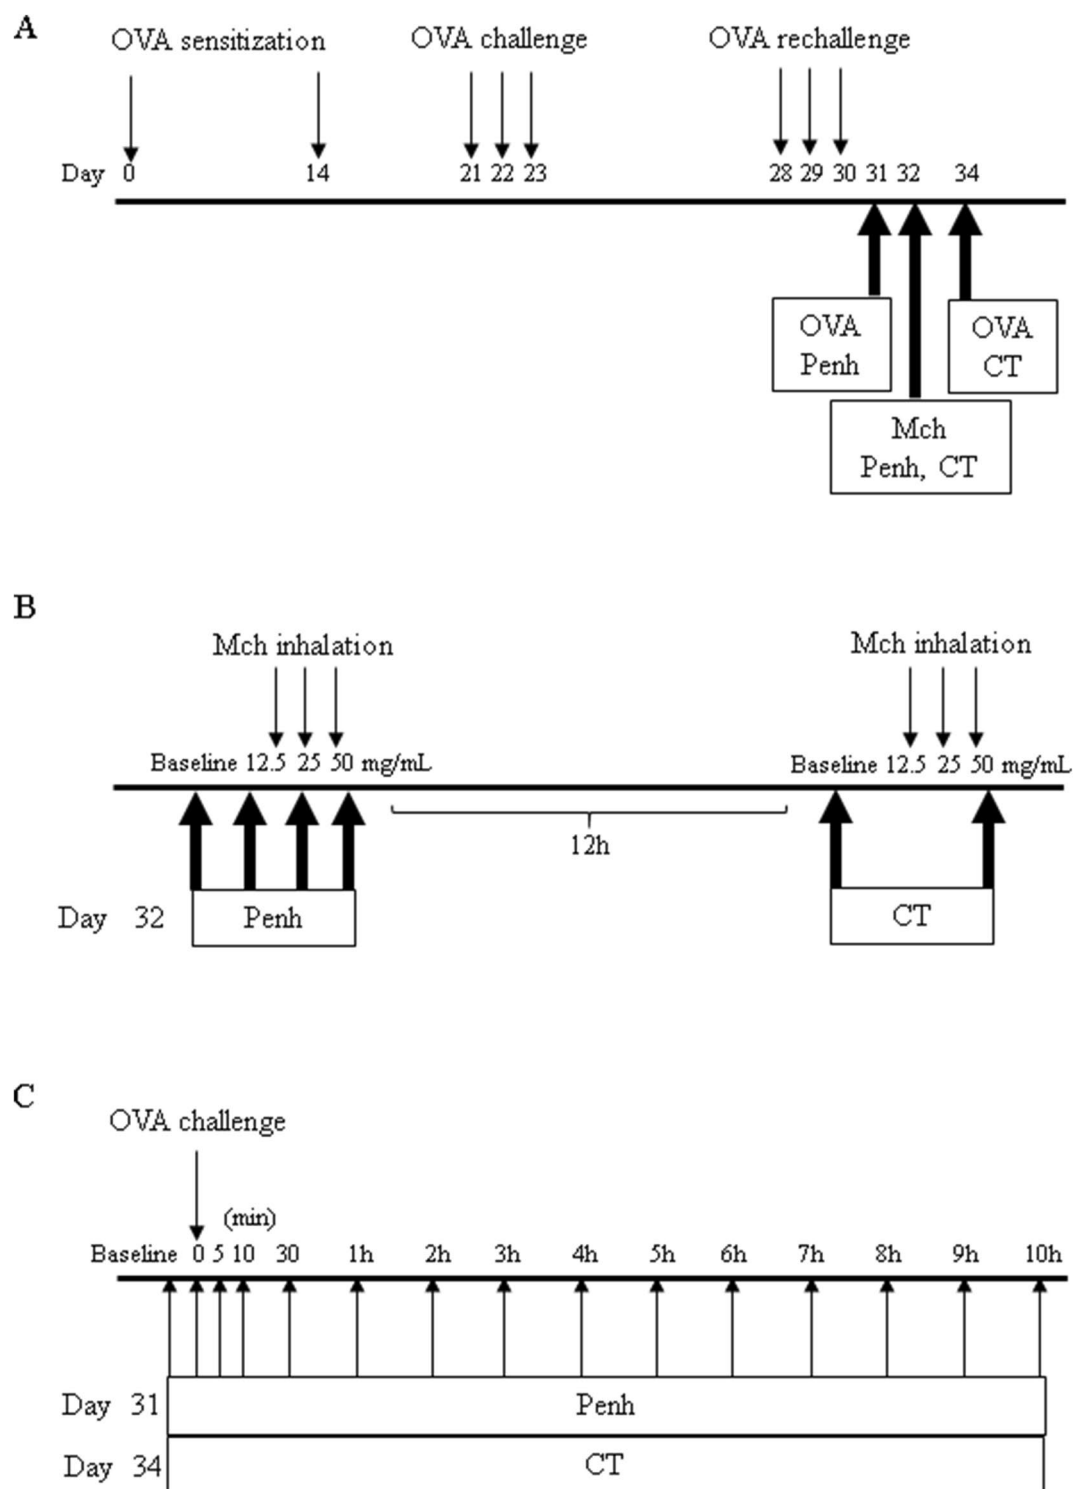 A
OVA sensitization OVA challenge OVA rechallenge
Day 0 14 21 22 23 28 29 30 31 32 34
OVA
Penh
OVA
CT
Mch
Penh, CT
B
Mch inhalation Mch inhalation
Baseline 12.5 25 50 mg/mL Baseline 12.5 25 50 mg/mL
12h
Day 32 Penh CT
C
OVA challenge
(min)
Baseline 0 5 10 30 1h 2h 3h 4h 5h 6h 7h 8h 9h 10h
Day 31 Penh
Day 34 CT